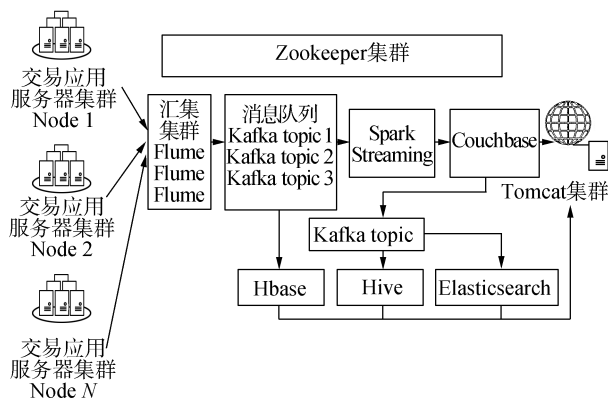 Zookeeper集群
交易应用
服务器集群
Node 1
交易应用
服务器集群
Node 2
交易应用
服务器集群
Node N
汇集
集群
Flume
Flume
Flume
消息队列
Kafka topic 1
Kafka topic 2
Kafka topic 3
Spark
Streaming
Couchbase
Tomcat集群
Kafka topic
Hbase
Hive
Elasticsearch